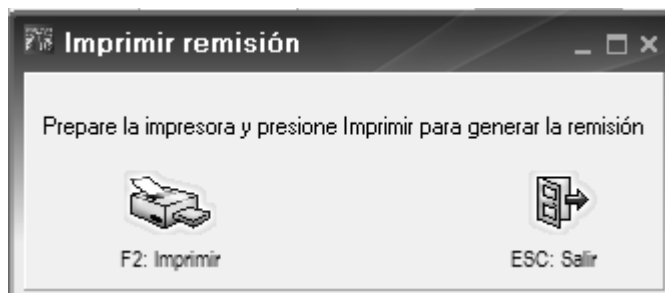 Imprimir remisión
Prepare la impresora y presione Imprimir para generar la remisión
F2: Imprimir ESC: Salir